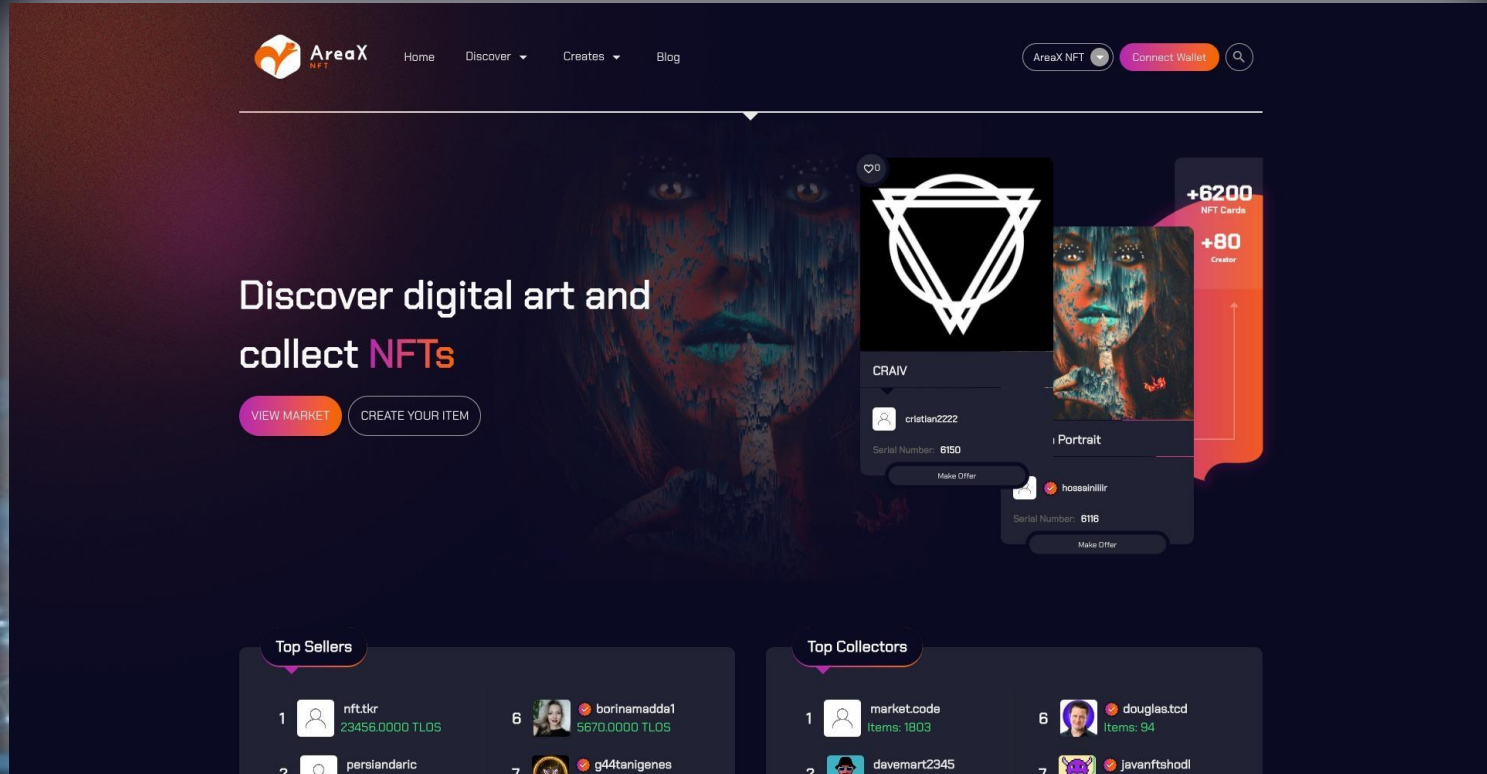 AreaX
NFT
Home
Discover
Creates
Blog
AreaX NFT
Connect Wallet
0
+6200
NFT Cards
+80
Creator
Discover digital art and
collect NFTs
VIEW MARKET
CREATE YOUR ITEM
CRAIV
cristian2222
Serial Number: 6150
Make Offer
Portrait
hosssiniiiir
Serial Number: 6116
Make Offer
Top Sellers
1
nft.tkr
23456.0000 TLOS
6
borinamadda1
5670.0000 TLOS
2
persiandaric
7
g44tanigenes
Top Collectors
1
market.code
Items: 1803
6
douglas.tcd
Items: 94
2
davemart2345
7
javanftshodl